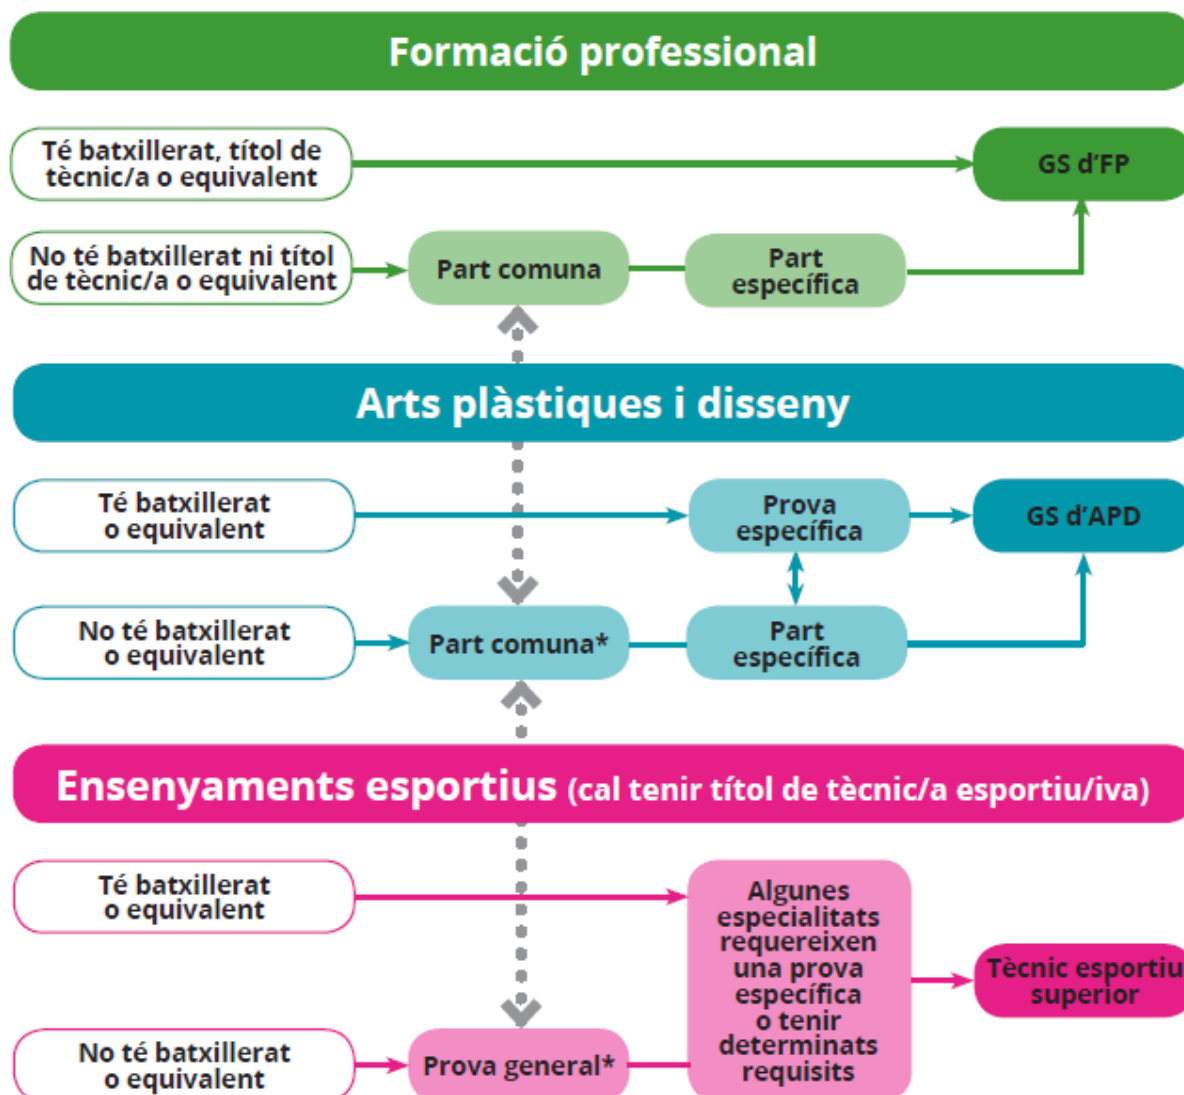 Formació professional
Té batxillerat, títol de
tècnic/a o equivalent
GS d’FP
No té batxillerat ni títol
de tècnic/a o equivalent
Part comuna
Part
específica
Arts plàstiques i disseny
Té batxillerat
o equivalent
Prova
específica
GS d’APD
No té batxillerat
o equivalent
Part comuna*
Part
específica
Ensenyaments esportius (cal tenir títol de tècnic/a esportiu/iva)
Té batxillerat
o equivalent
Algunes
especialitats
requereixen
una prova
específica
o tenir
determinats
requisits
Tècnic esportiu
superior
No té batxillerat
o equivalent
Prova general*